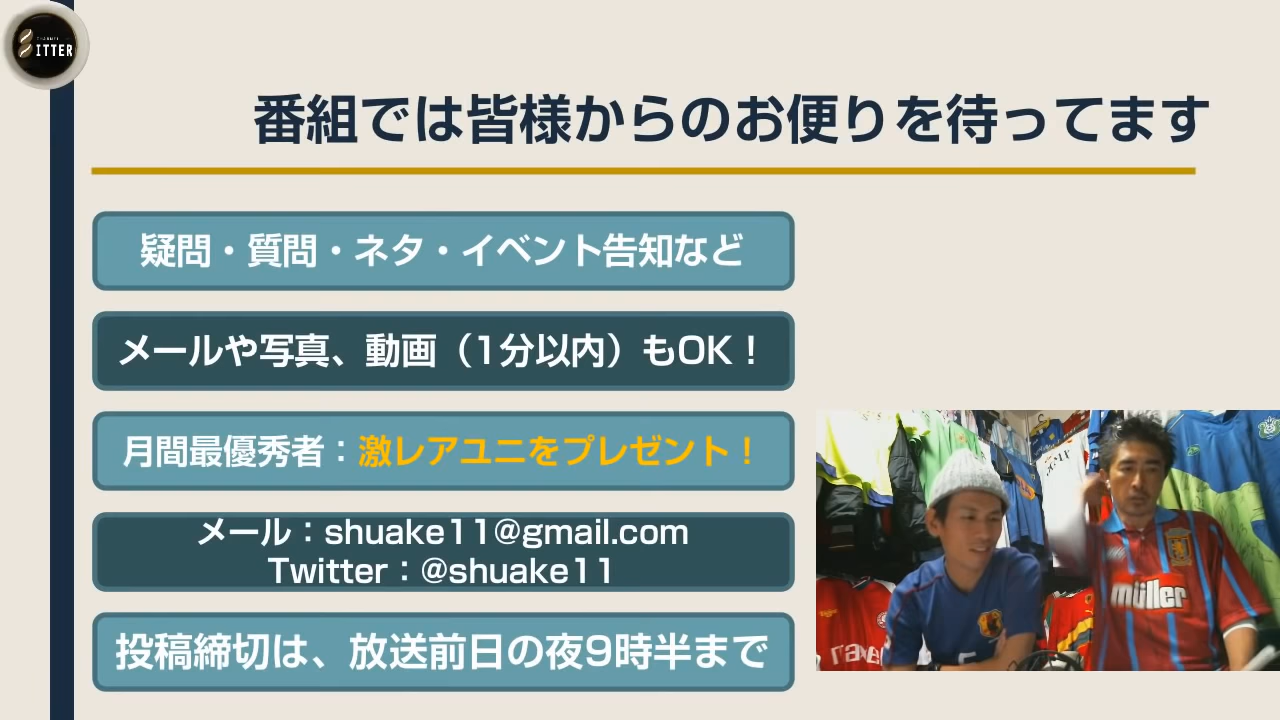 CHANNEL
BITTER
番組では皆様からのお便りを待ってます
疑問・質問・ネタ・イベント告知など
メールや写真、動画（1分以内）もOK！
月間最優秀者：激レアユニをプレゼント！
メール：shuake11@gmail.com
Twitter：@shuake11
投稿締切は、放送前日の夜9時半まで
müller